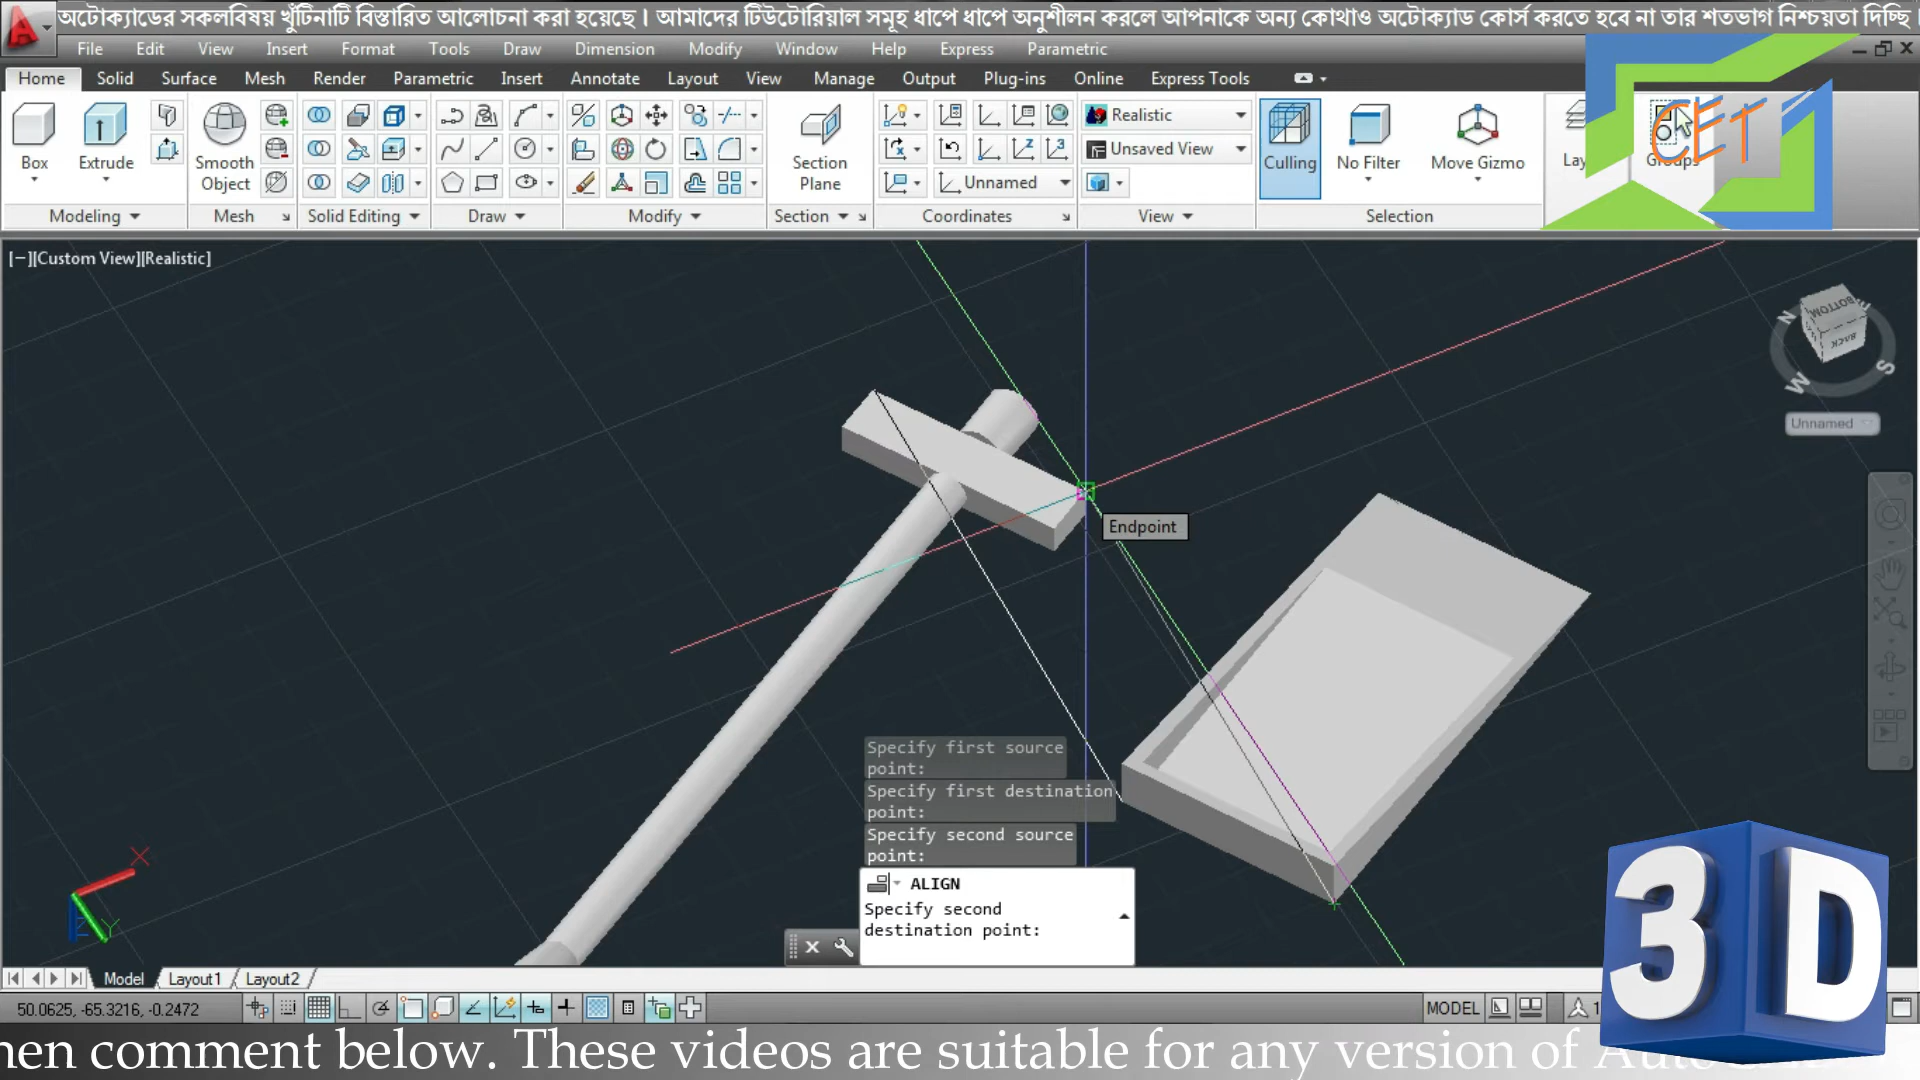 অটোক্যাডের সকলবিষয় খুঁটিনাটি বিস্তারিত আলোচনা করা হয়েছে। আমাদের টিউটোরিয়াল সমূহ ধাপে ধাপে অনুশীলন করলে আপনাকে অন্য কোথাও অটোক্যাড কোর্স করতে হবে না তার শতভাগ নিশ্চয়তা দিচ্ছি
File Edit View Insert Format Tools Draw Dimension Modify Window Help Express Parametric
Home Solid Surface Mesh Render Parametric Insert Annotate Layout View Manage Output Plug-ins Online Express Tools
Realistic
Unsaved View
Unnamed
Box Extrude Smooth Object Section Plane Culling No Filter Move Gizmo Groups
CET
Modeling Mesh Solid Editing Draw Modify Section Coordinates View Selection
[−][Custom View][Realistic]
BOTTOM
BACK
N
E
W
S
Unnamed
Endpoint
Specify first source
point:
Specify first destination
point:
Specify second source
point:
ALIGN
Specify second
destination point:
X
Y
Model Layout1 Layout2
50.0625, -65.3216, -0.2472
MODEL
3D
hen comment below. These videos are suitable for any version of